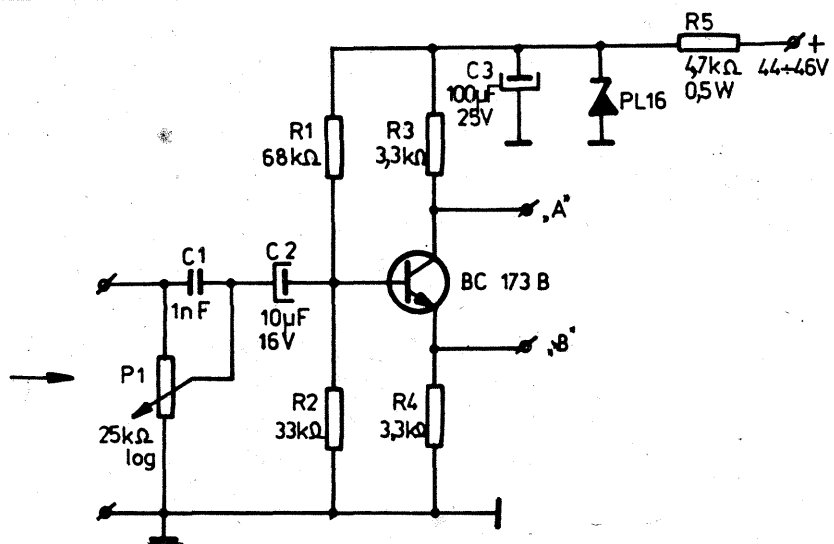 R5
4,7kΩ
0,5W
+
44÷46V
C3
100µF
25V
PL16
R1
68kΩ
R3
3,3kΩ
„A"
C1
1nF
C2
10µF
16V
BC 173 B
„B"
P1
25kΩ
log
R2
33kΩ
R4
3,3kΩ